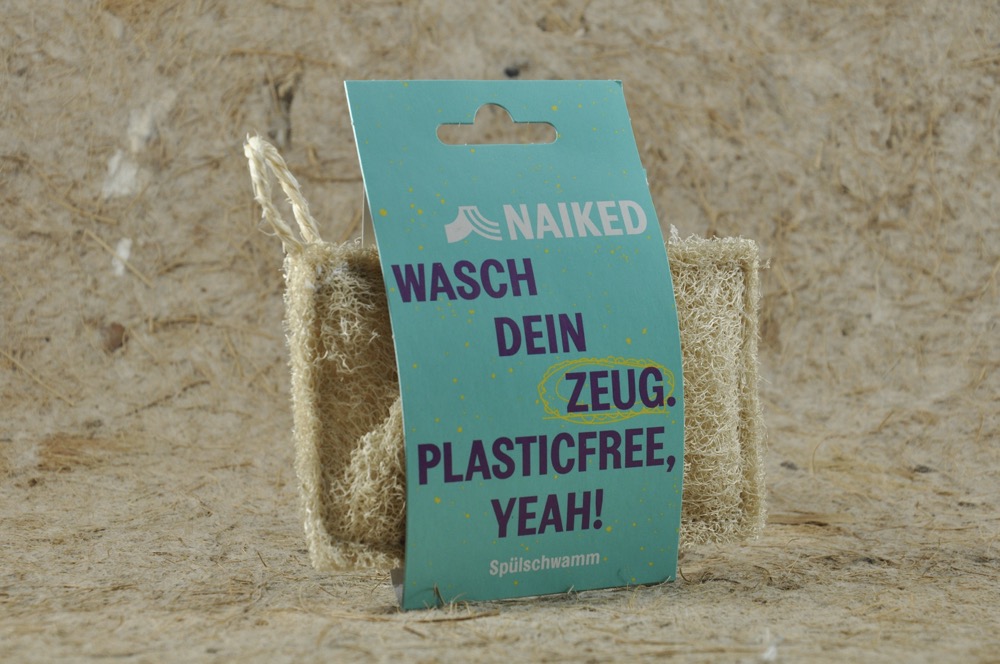 NAIKED
WASCH
DEIN
ZEUG.
PLASTICFREE,
YEAH!
Spülschwamm